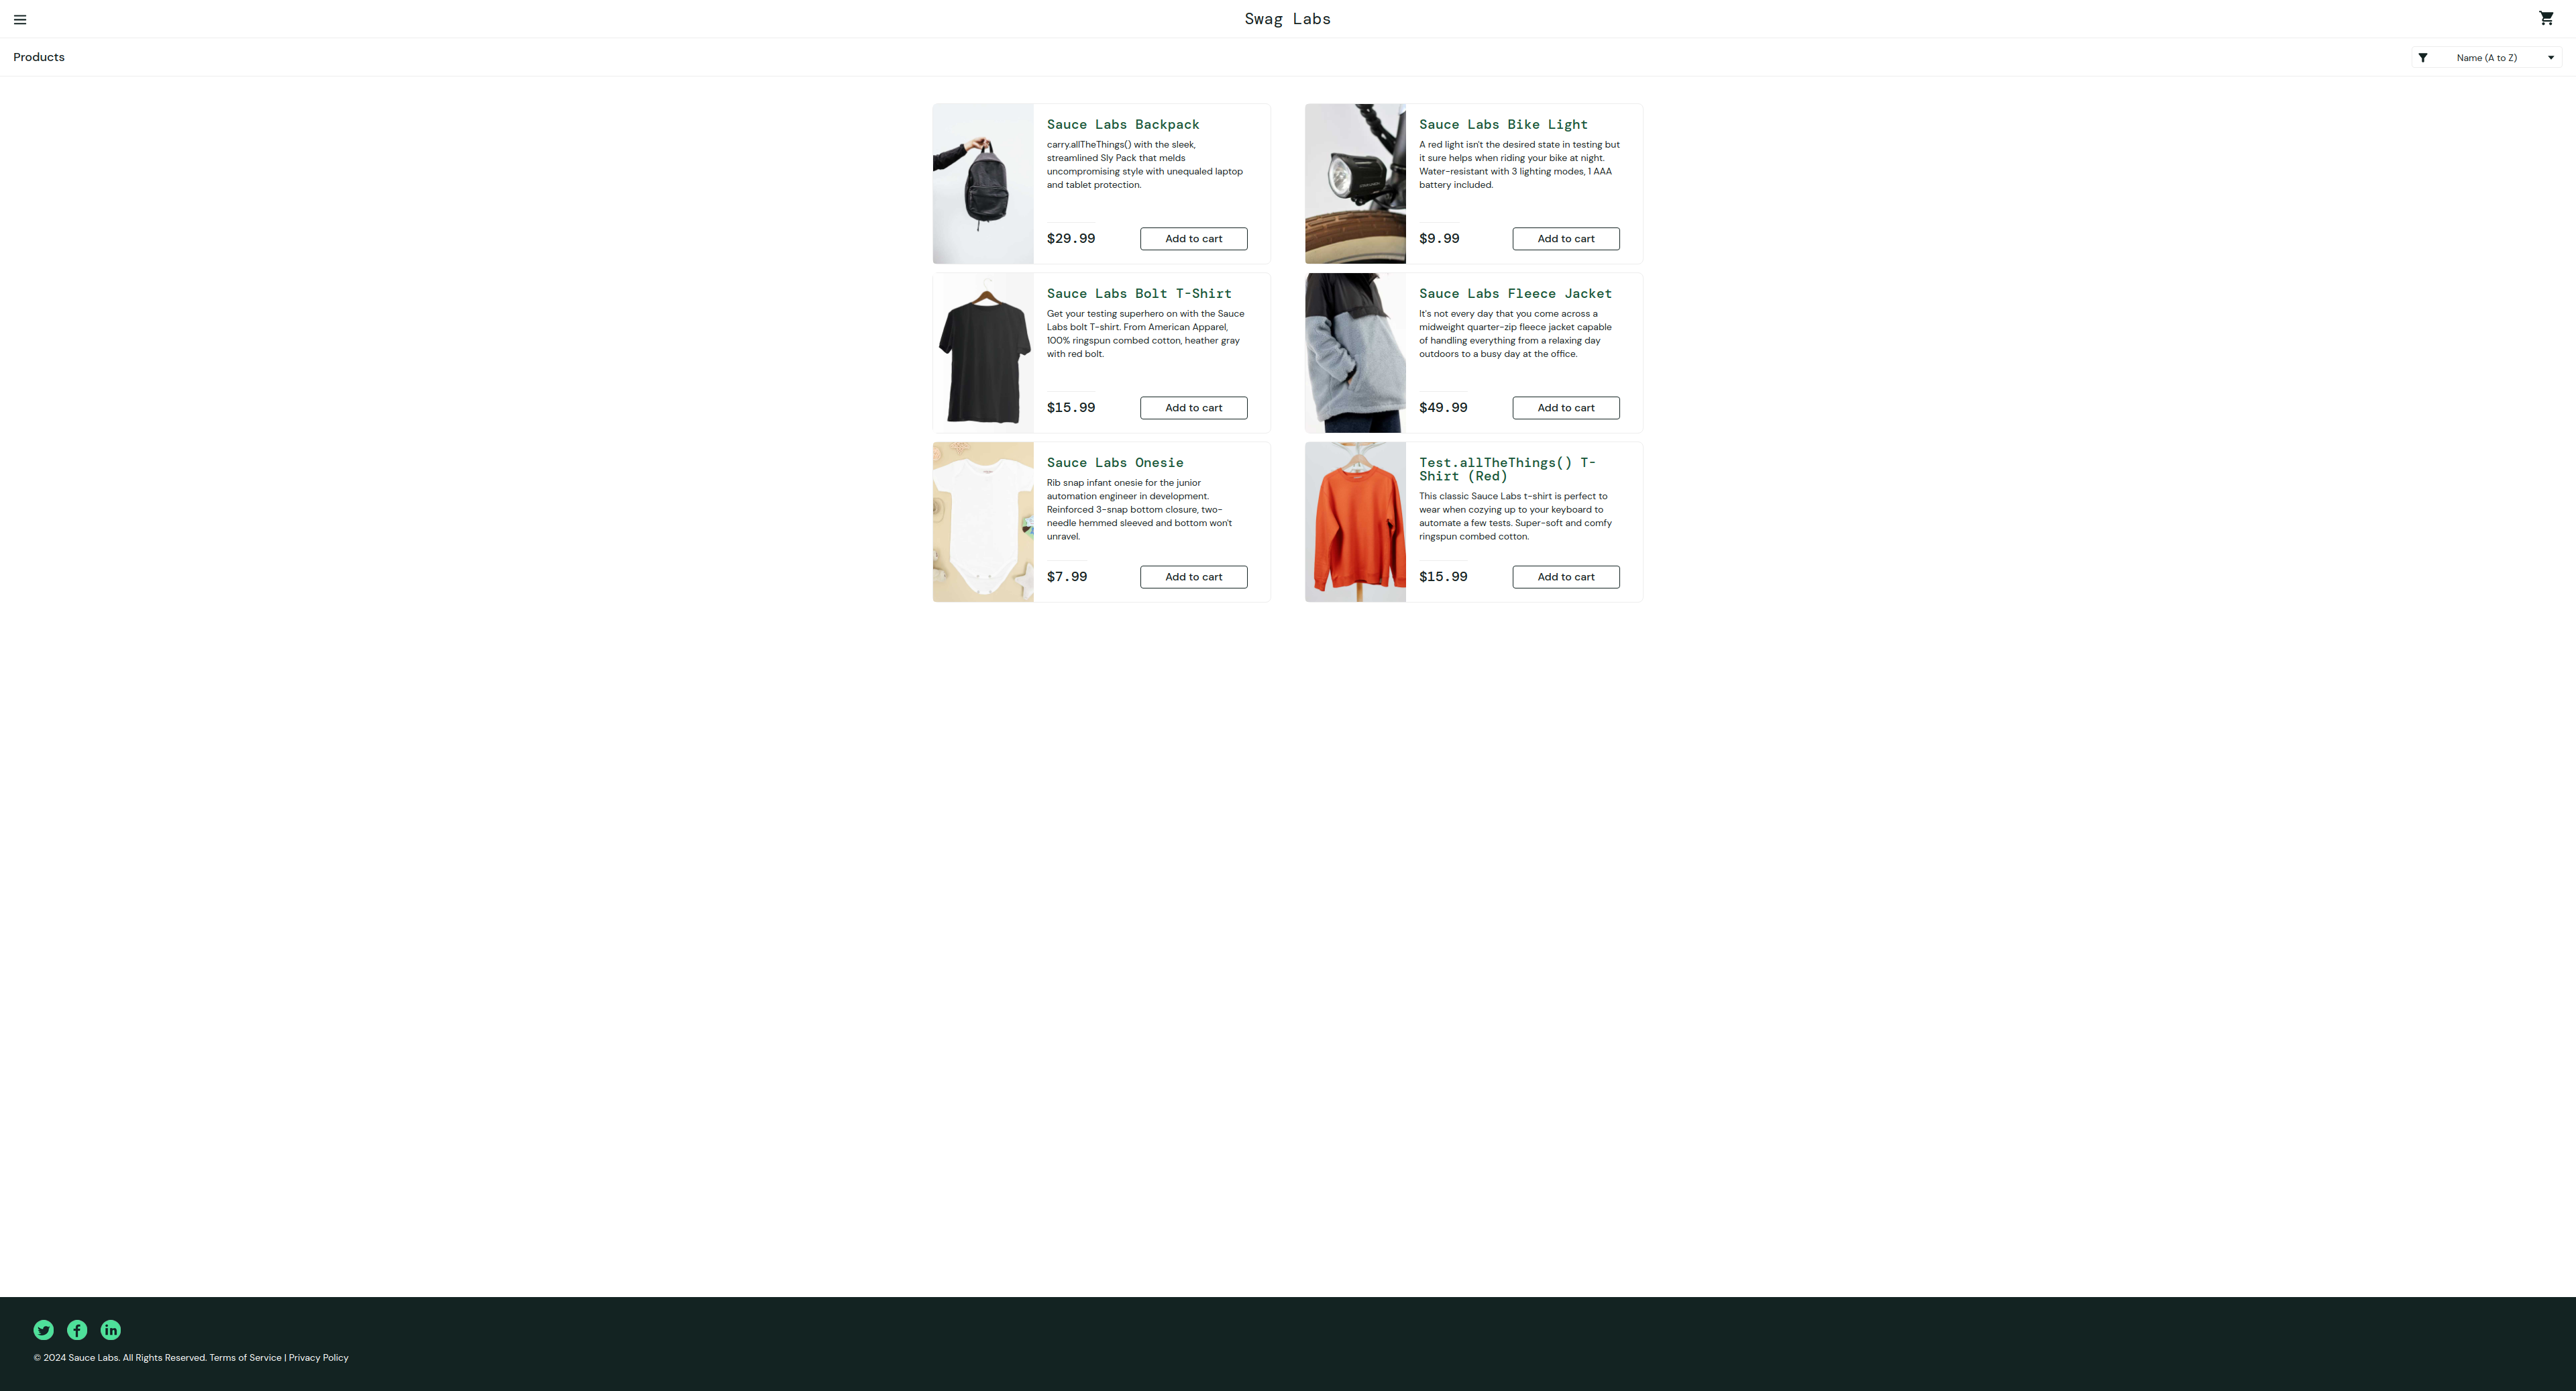 Swag Labs
Products
Name (A to Z)
Sauce Labs Backpack
carry.allTheThings() with the sleek,
streamlined Sly Pack that melds
uncompromising style with unequaled laptop
and tablet protection.
$29.99
Add to cart
Sauce Labs Bike Light
A red light isn't the desired state in testing but
it sure helps when riding your bike at night.
Water-resistant with 3 lighting modes, 1 AAA
battery included.
$9.99
Add to cart
Sauce Labs Bolt T-Shirt
Get your testing superhero on with the Sauce
Labs bolt T-shirt. From American Apparel,
100% ringspun combed cotton, heather gray
with red bolt.
$15.99
Add to cart
Sauce Labs Fleece Jacket
It's not every day that you come across a
midweight quarter-zip fleece jacket capable
of handling everything from a relaxing day
outdoors to a busy day at the office.
$49.99
Add to cart
Sauce Labs Onesie
Rib snap infant onesie for the junior
automation engineer in development.
Reinforced 3-snap bottom closure, two-
needle hemmed sleeved and bottom won't
unravel.
$7.99
Add to cart
Test.allTheThings() T-
Shirt (Red)
This classic Sauce Labs t-shirt is perfect to
wear when cozying up to your keyboard to
automate a few tests. Super-soft and comfy
ringspun combed cotton.
$15.99
Add to cart
© 2024 Sauce Labs. All Rights Reserved. Terms of Service | Privacy Policy